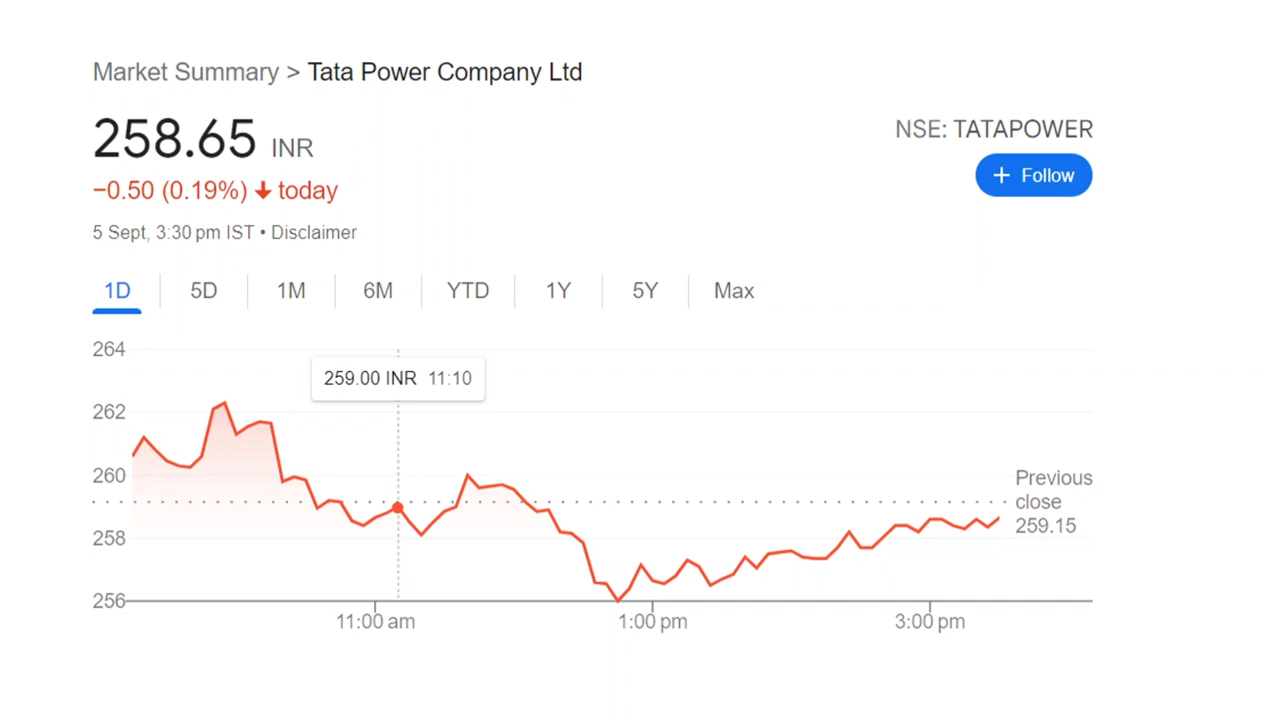 Market Summary > Tata Power Company Ltd
258.65 INR
NSE: TATAPOWER
−0.50 (0.19%) ↓ today
+ Follow
5 Sept, 3:30 pm IST • Disclaimer
1D 5D 1M 6M YTD 1Y 5Y Max
264
259.00 INR 11:10
262
260
Previous
close
259.15
258
256
11:00 am 1:00 pm 3:00 pm